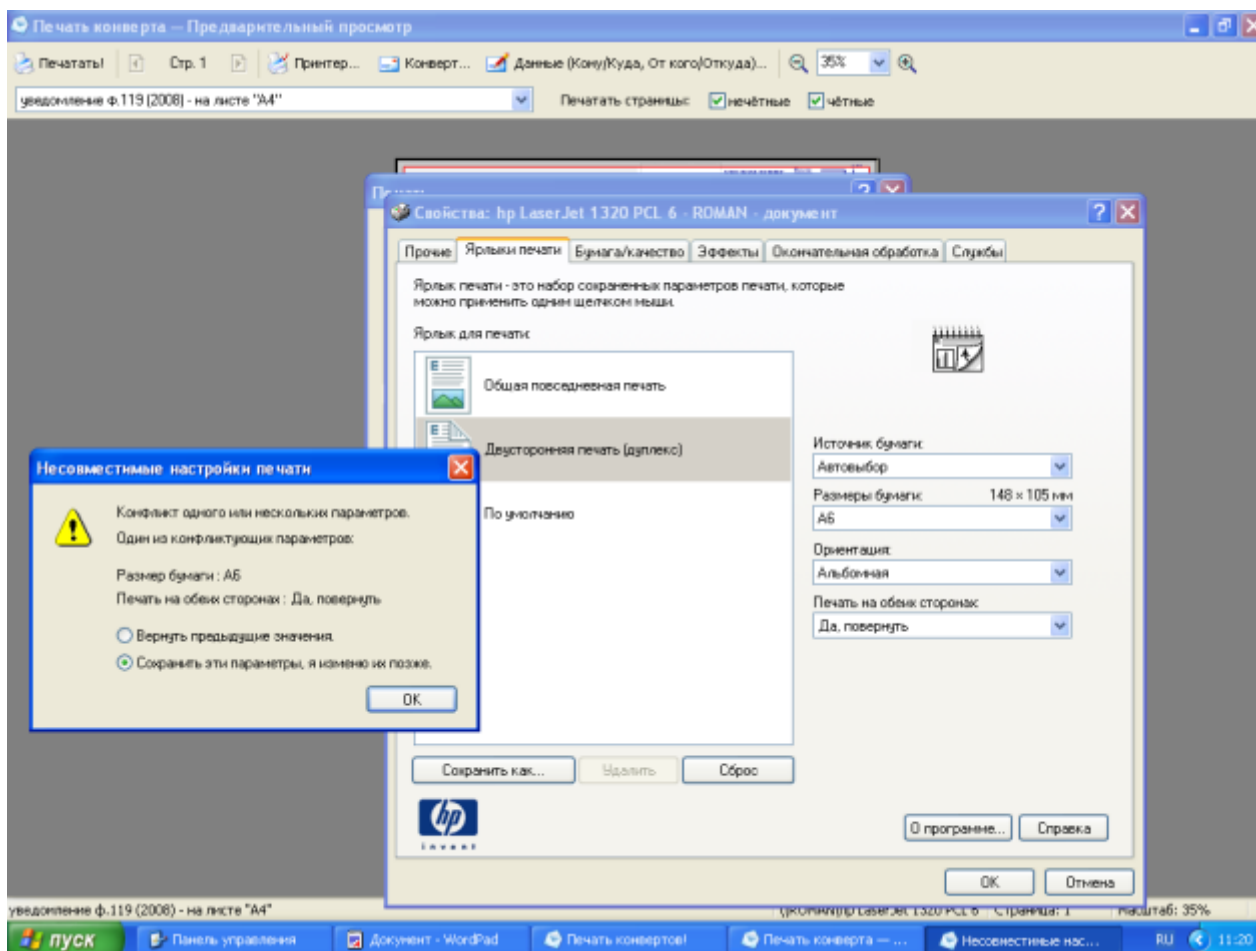 Печать конверта — Предварительный просмотр
Печатать! Стр. 1 Принтер... Конверт... Данные (Кому/Куда, От кого/Откуда)... 35%
уведомление ф.119 (2008) - на листе "А4" Печатать страницы: нечётные чётные
Свойства: hp LaserJet 1320 PCL 6 - ROMAN - документ
Прочие Ярлыки печати Бумага/качество Эффекты Окончательная обработка Службы
Ярлык печати - это набор сохраненных параметров печати, которые
можно применить одним щелчком мыши.
Ярлык для печати:
Общая повседневная печать
Двусторонняя печать (дуплекс)
По умолчанию
Источник бумаги:
Автовыбор
Размеры бумаги: 148 × 105 мм
A6
Ориентация:
Альбомная
Печать на обеих сторонах:
Да, повернуть
Несовместимые настройки печати
Конфликт одного или нескольких параметров.
Один из конфликтующих параметров:
Размер бумаги : A6
Печать на обеих сторонах : Да, повернуть
Вернуть предыдущие значения.
Сохранить эти параметры, я изменю их позже.
OK
Сохранить как... Удалить Сброс
hp
invent
О программе... Справка
OK Отмена
уведомление ф.119 (2008) - на листе "А4" Страница: 1 Масштаб: 35%
пуск Панель управления Документ - WordPad Печать конвертов! Печать конверта — ... Несовместимые нас... RU 11:26